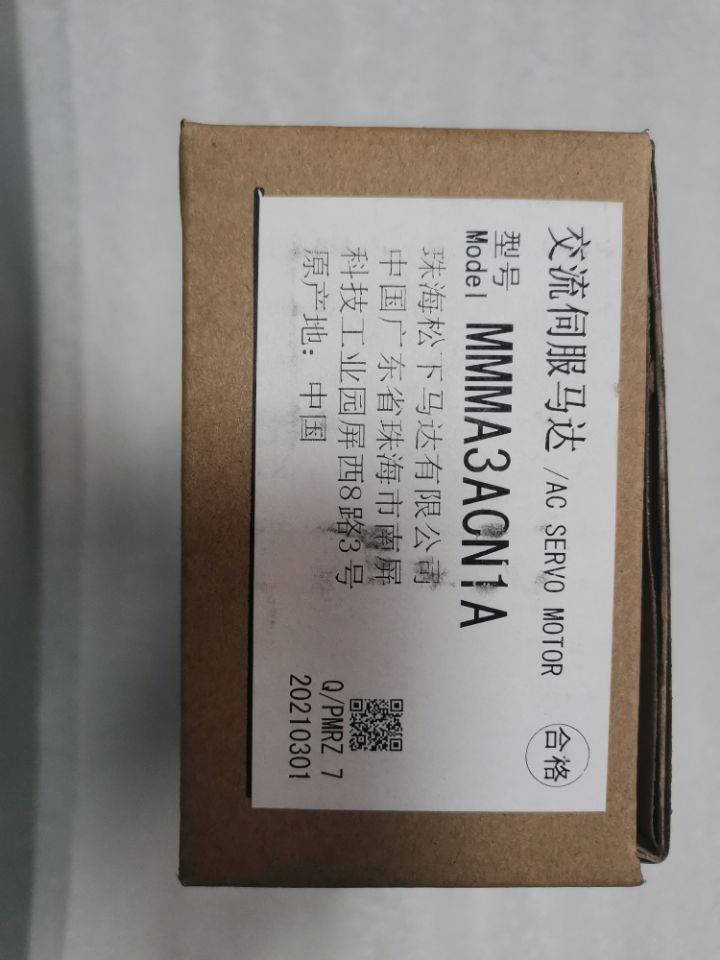 交流伺服马达 /AC SERVO MOTOR 合格
型号
Model MMMA3ACN1A
珠海松下马达有限公司
中国广东省珠海市南屏
科技工业园屏西8路3号
原产地：中国
Q/PMRZ 7
20210301